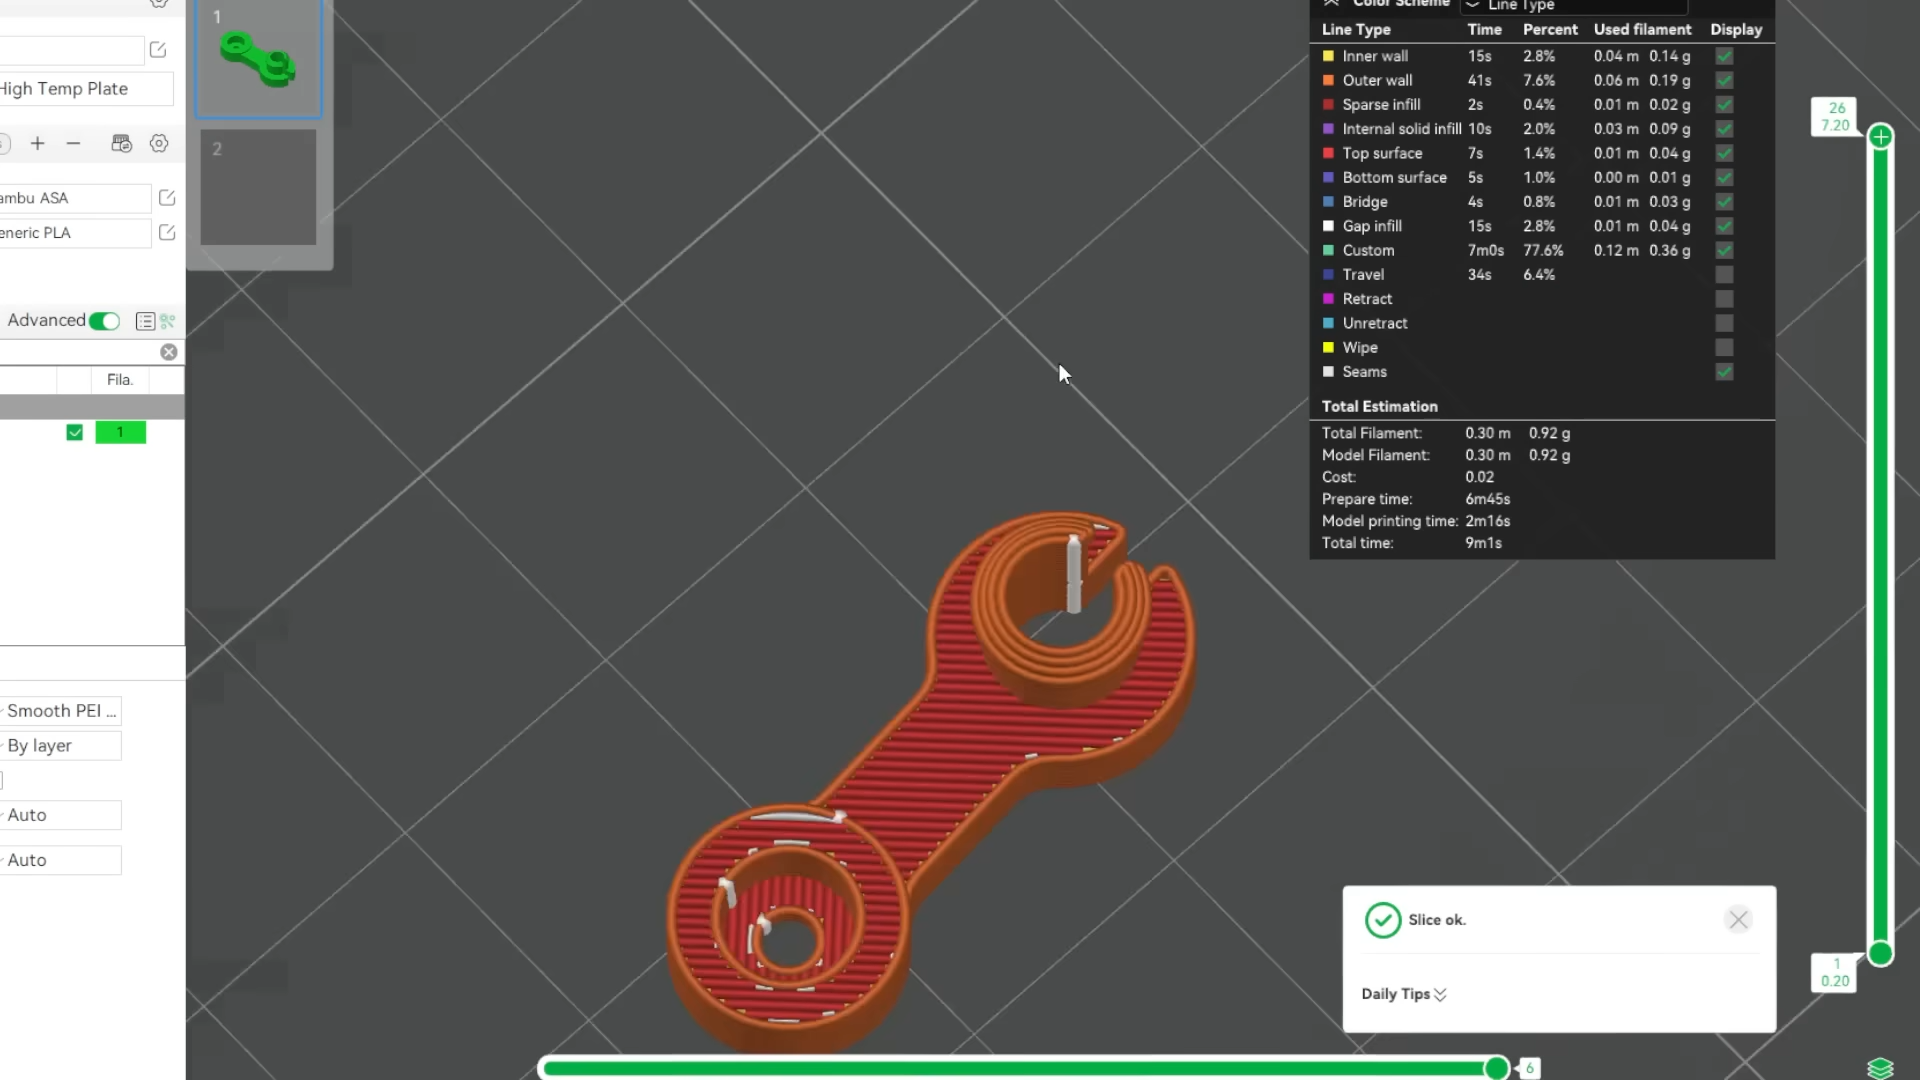 1
High Temp Plate
2
ambu ASA
eneric PLA
Advanced
Fila.
1
Smooth PEI ...
By layer
Auto
Auto
Color Scheme Line Type
Line Type Time Percent Used filament Display
Inner wall 15s 2.8% 0.04 m 0.14 g
Outer wall 41s 7.6% 0.06 m 0.19 g
Sparse infill 2s 0.4% 0.01 m 0.02 g
Internal solid infill 10s 2.0% 0.03 m 0.09 g
Top surface 7s 1.4% 0.01 m 0.04 g
Bottom surface 5s 1.0% 0.00 m 0.01 g
Bridge 4s 0.8% 0.01 m 0.03 g
Gap infill 15s 2.8% 0.01 m 0.04 g
Custom 7m0s 77.6% 0.12 m 0.36 g
Travel 34s 6.4%
Retract
Unretract
Wipe
Seams
Total Estimation
Total Filament: 0.30 m 0.92 g
Model Filament: 0.30 m 0.92 g
Cost: 0.02
Prepare time: 6m45s
Model printing time: 2m16s
Total time: 9m1s
26
7.20
Slice ok.
Daily Tips
1
0.20
6